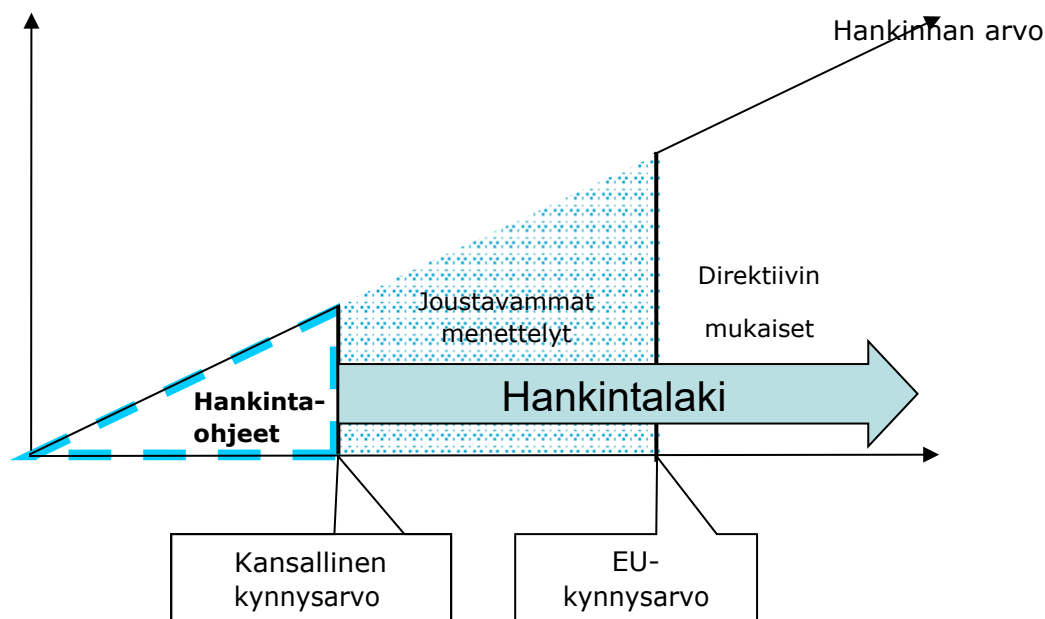 Hankinnan arvo
Direktiivin
mukaiset
Joustavammat
menettelyt
Hankintalaki
Hankinta-
ohjeet
Kansallinen
kynnysarvo
EU-
kynnysarvo